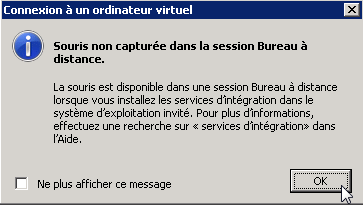 Connexion à un ordinateur virtuel
Souris non capturée dans la session Bureau à
distance.
La souris est disponible dans une session Bureau à distance
lorsque vous installez les services d'intégration dans le
système d'exploitation invité. Pour plus d'informations,
effectuez une recherche sur « services d'intégration» dans
l'Aide.
Ne plus afficher ce message
OK